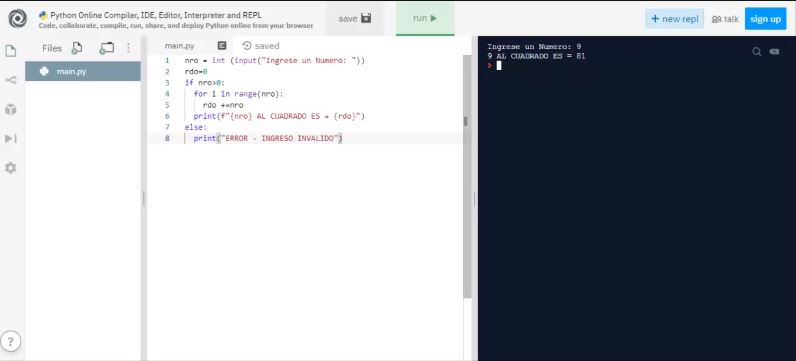 Python Online Compiler, IDE, Editor, Interpreter and REPL
Code, collaborate, compile, run, share, and deploy Python online from your browser
save
run
+ new repl
talk
sign up
Files
main.py
main.py
saved
1 nro = int (input("Ingrese un Numero: "))
2 rdo=0
3 if nro>0:
4 for i in range(nro):
5 rdo +=nro
6 print(f"{nro} AL CUADRADO ES = {rdo}")
7 else:
8 print("ERROR - INGRESO INVALIDO")
Ingrese un Numero: 9
9 AL CUADRADO ES = 81
?